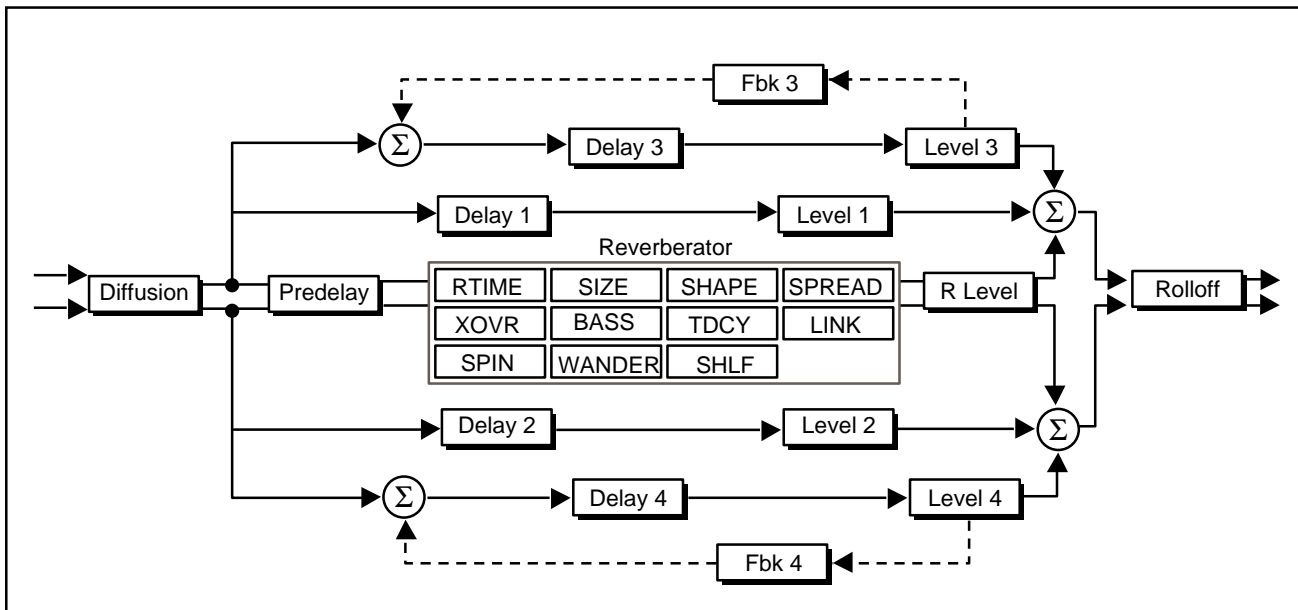 Fbk 3
Σ
Delay 3
Level 3
Delay 1
Level 1
Σ
Reverberator
Diffusion
Predelay
RTIME
SIZE
SHAPE
SPREAD
XOVR
BASS
TDCY
LINK
SPIN
WANDER
SHLF
R Level
Rolloff
Delay 2
Level 2
Σ
Σ
Delay 4
Level 4
Fbk 4